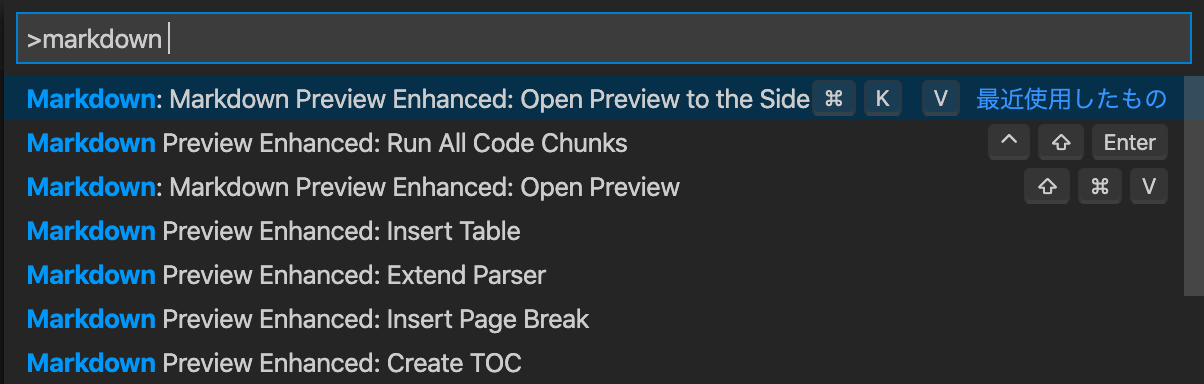 >markdown
Markdown: Markdown Preview Enhanced: Open Preview to the Side ⌘ K V 最近使用したもの
Markdown Preview Enhanced: Run All Code Chunks ^ ⇧ Enter
Markdown: Markdown Preview Enhanced: Open Preview ⇧ ⌘ V
Markdown Preview Enhanced: Insert Table
Markdown Preview Enhanced: Extend Parser
Markdown Preview Enhanced: Insert Page Break
Markdown Preview Enhanced: Create TOC